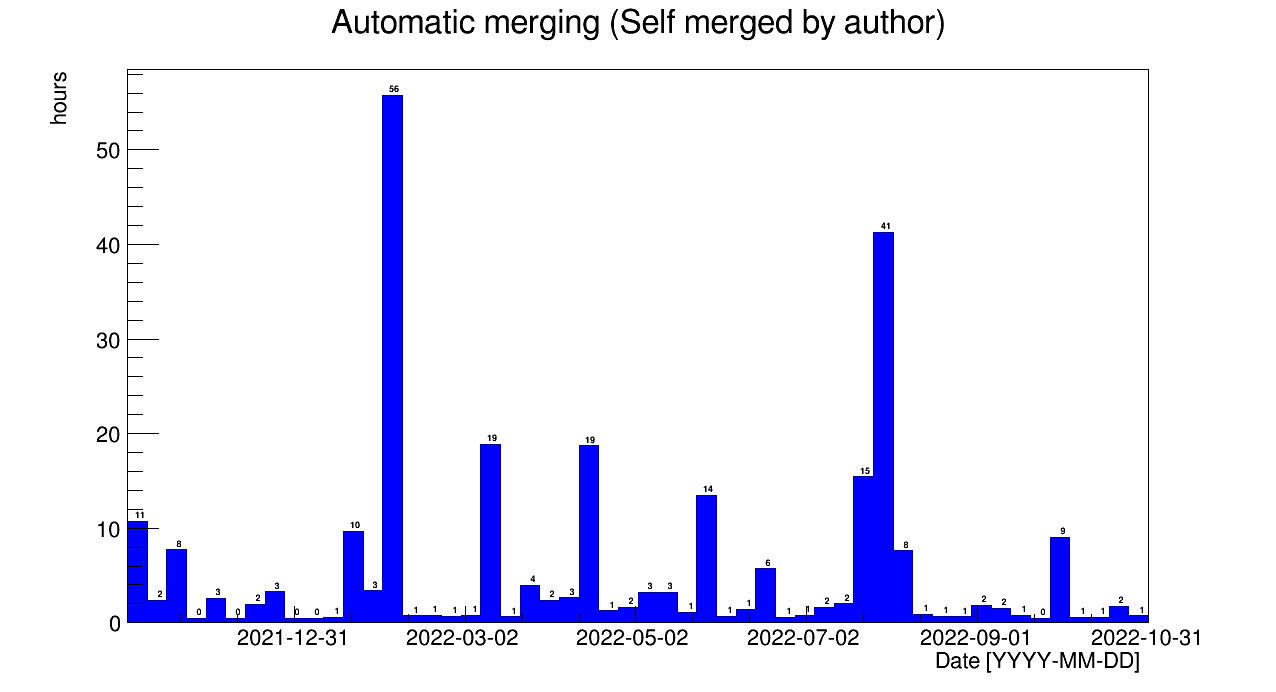 Automatic merging (Self merged by author)
hours
50
40
30
20
10
0
11 2 8 0 3 0 2 3 0 0 1 10 3 56 1 1 1 1 19 1 4 2 3 19 1 2 3 3 1 14 1 1 6 1 1 2 2 15 41 8 1 1 1 2 2 1 0 9 1 1 2 1
2021-12-31 2022-03-02 2022-05-02 2022-07-02 2022-09-01 2022-10-31
Date [YYYY-MM-DD]